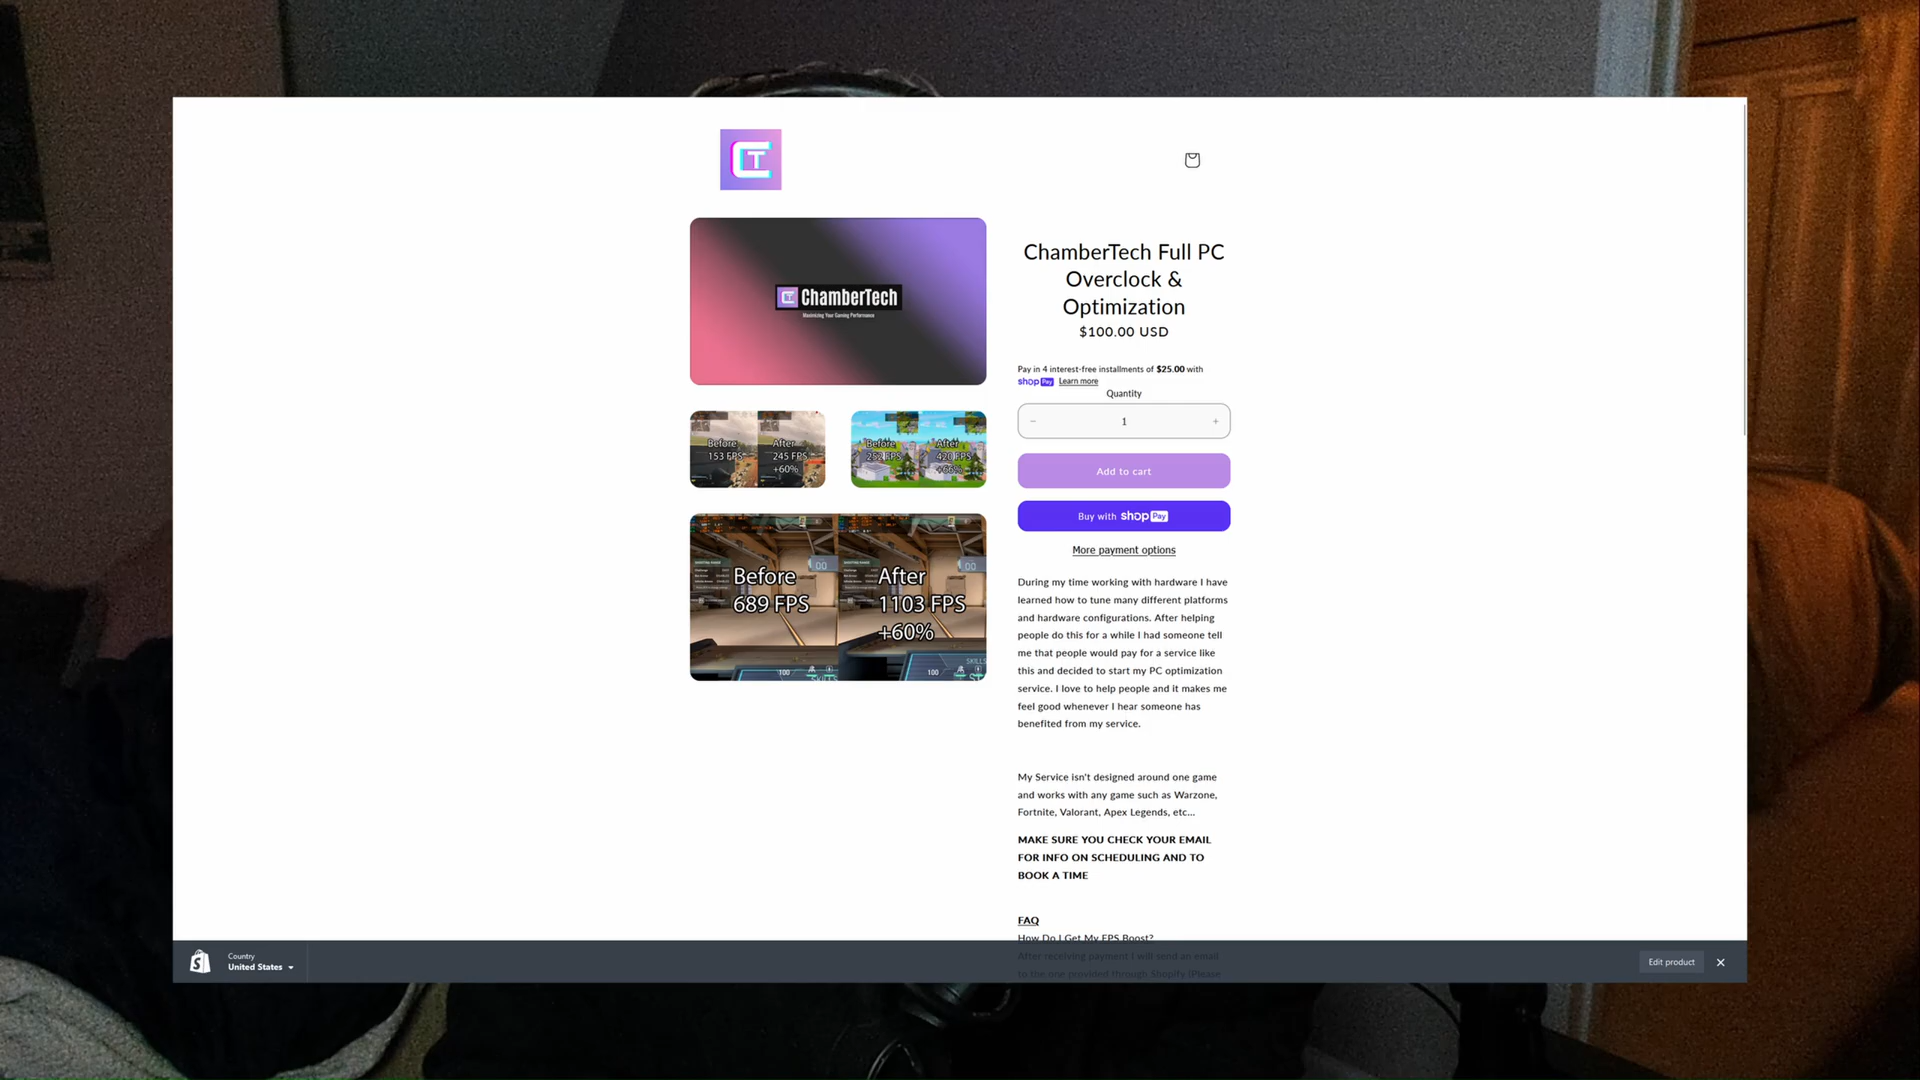 CT
CT ChamberTech
Maximizing Your Gaming Performance
Before
153 FPS
After
245 FPS
+60%
Before
252 FPS
After
420 FPS
+66%
Before
689 FPS
After
1103 FPS
+60%
00
00
100
100
SKILLS
ChamberTech Full PC
Overclock &
Optimization
$100.00 USD
Pay in 4 interest-free installments of $25.00 with
shop Pay Learn more
Quantity
− 1 +
Add to cart
Buy with shop Pay
More payment options
During my time working with hardware I have
learned how to tune many different platforms
and hardware configurations. After helping
people do this for a while I had someone tell
me that people would pay for a service like
this and decided to start my PC optimization
service. I love to help people and it makes me
feel good whenever I hear someone has
benefited from my service.
My Service isn't designed around one game
and works with any game such as Warzone,
Fortnite, Valorant, Apex Legends, etc...
MAKE SURE YOU CHECK YOUR EMAIL
FOR INFO ON SCHEDULING AND TO
BOOK A TIME
FAQ
How Do I Get My FPS Boost?
After receiving payment I will send an email
to the one provided through Shopify (Please
Country
United States
Edit product